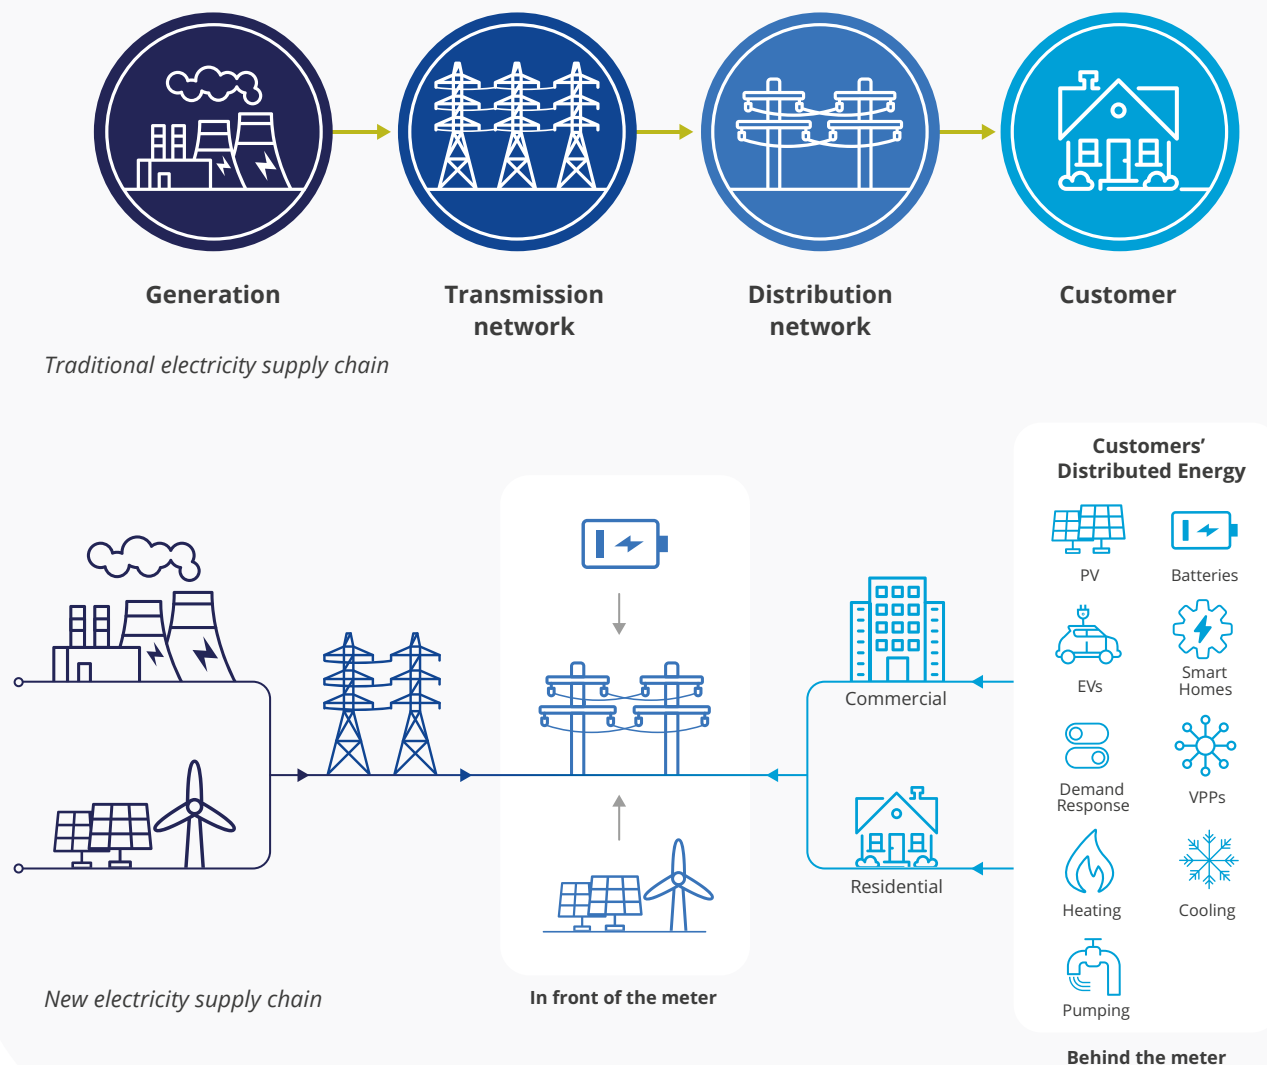 Generation
Transmission
network
Distribution
network
Customer
Traditional electricity supply chain
Customers’
Distributed Energy
PV
Batteries
EVs
Smart
Homes
Demand
Response
VPPs
Heating
Cooling
Pumping
Behind the meter
Commercial
Residential
In front of the meter
New electricity supply chain